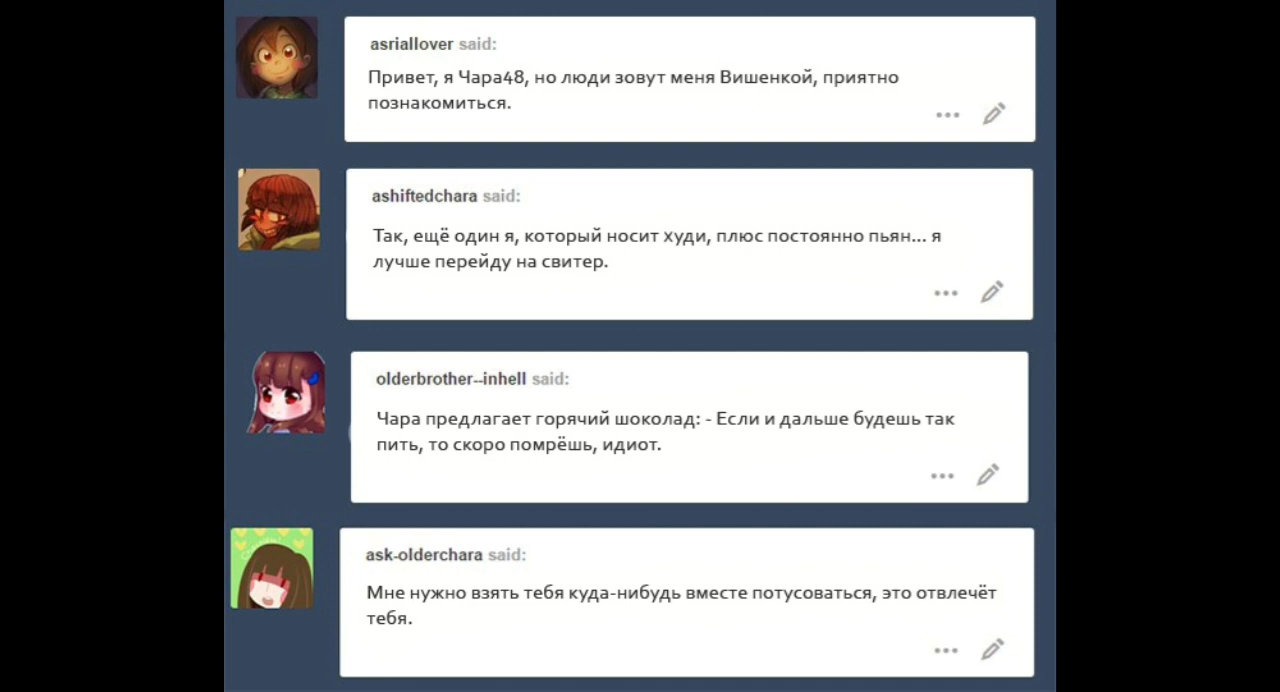 asriallover said:
Привет, я Чара48, но люди зовут меня Вишенкой, приятно
познакомиться.
ashiftedchara said:
Так, ещё один я, который носит худи, плюс постоянно пьян... я
лучше перейду на свитер.
olderbrother--inhell said:
Чара предлагает горячий шоколад: - Если и дальше будешь так
пить, то скоро помрёшь, идиот.
ask-olderchara said:
Мне нужно взять тебя куда-нибудь вместе потусоваться, это отвлечёт
тебя.